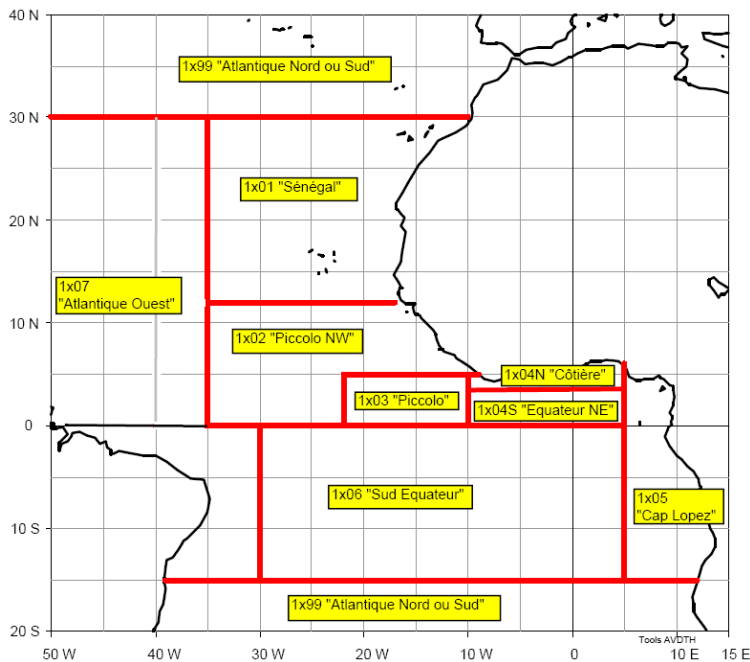 40 N
1x99 "Atlantique Nord ou Sud"
30 N
1x01 "Sénégal"
20 N
1x07
"Atlantique Ouest"
10 N
1x02 "Piccolo NW"
1x04N "Côtière"
1x03 "Piccolo"
1x04S "Equateur NE"
0
1x06 "Sud Equateur"
1x05
"Cap Lopez"
10 S
1x99 "Atlantique Nord ou Sud"
20 S
Tools AVDTH
50 W 40 W 30 W 20 W 10 W 0 10 E 15 E